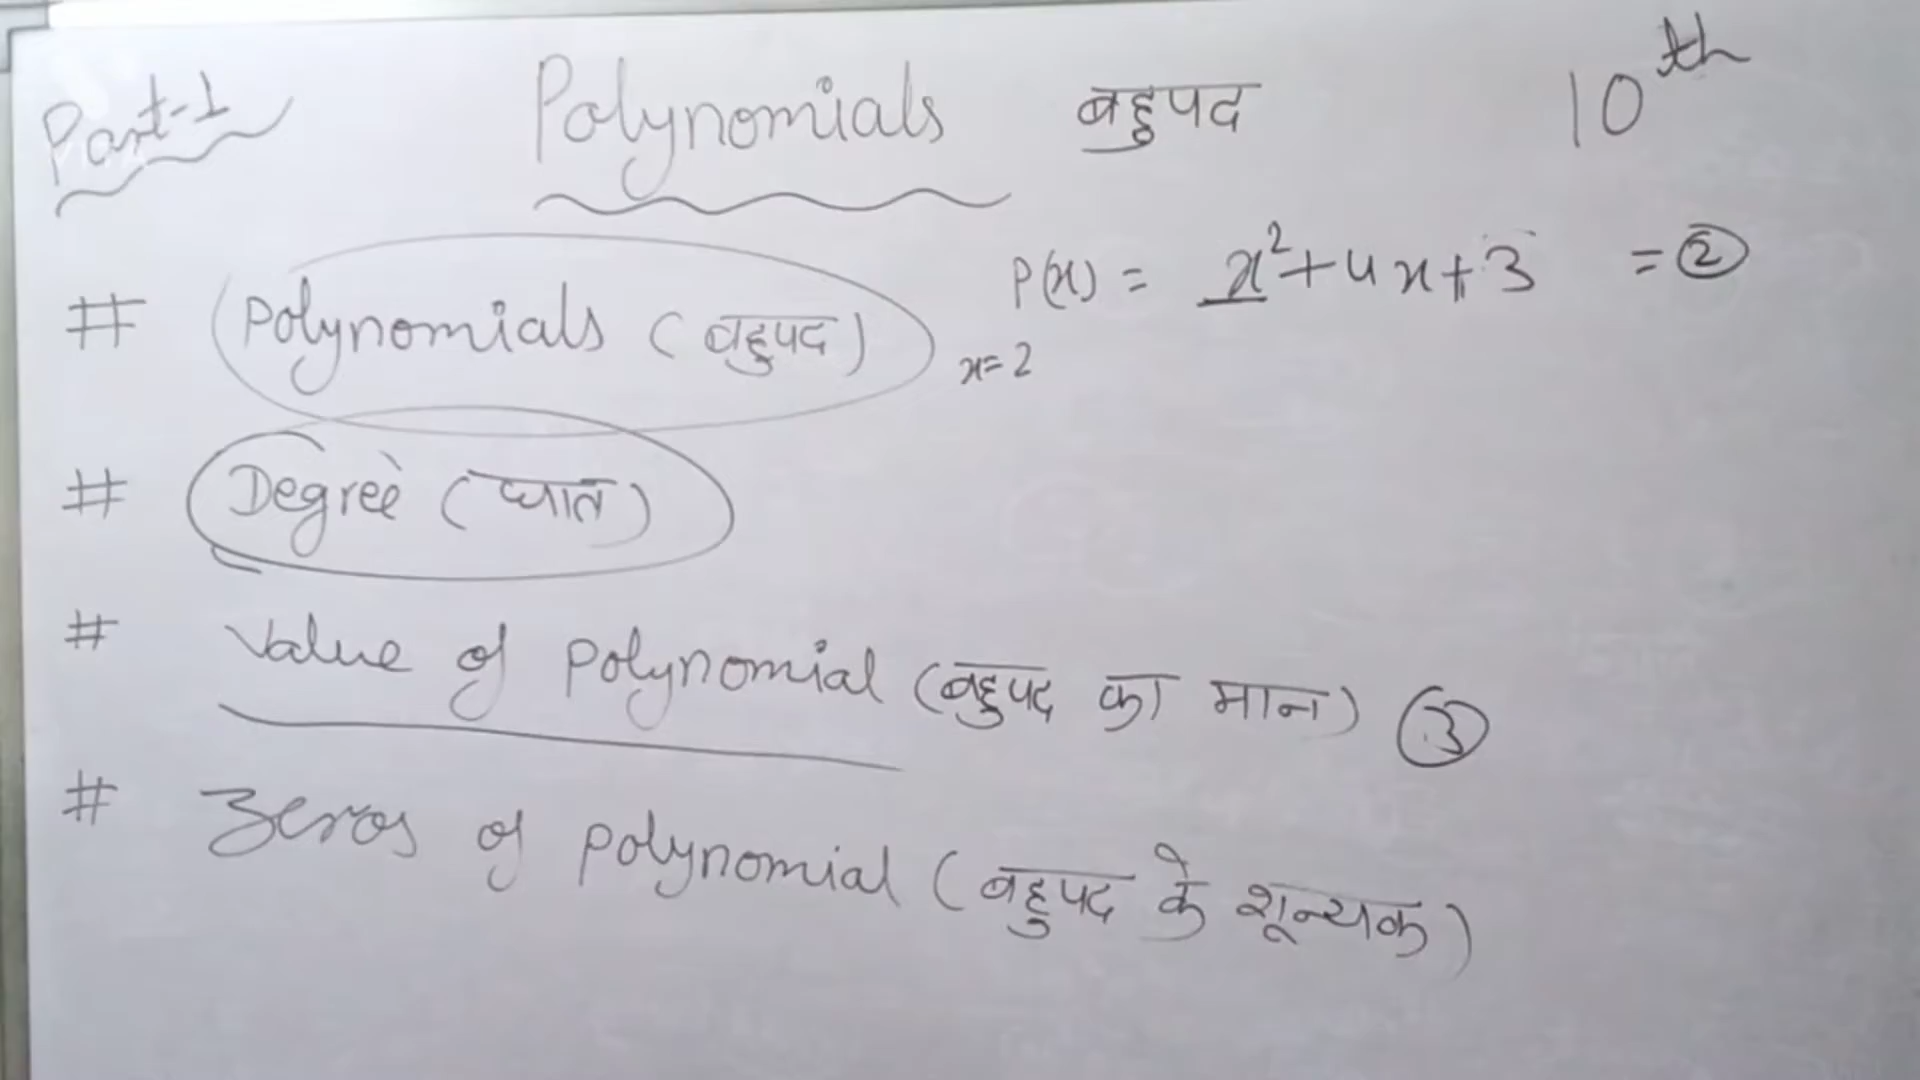 Part-1 Polynomials बहुपद 10th
# Polynomials (बहुपद) P(x) = x²+4x+3 = ②
x=2
# Degree (घात)
# Value of polynomial (बहुपद का मान) ③
# Zeros of polynomial (बहुपद के शून्यक)